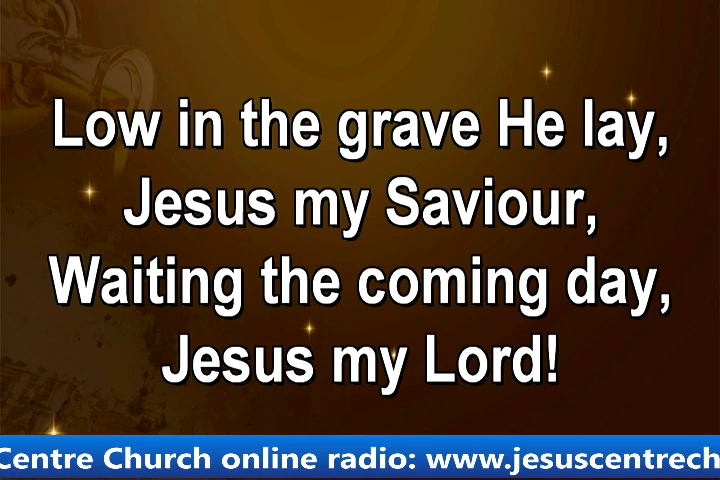 Low in the grave He lay,
Jesus my Saviour,
Waiting the coming day,
Jesus my Lord!
Centre Church online radio: www.jesuscentrech